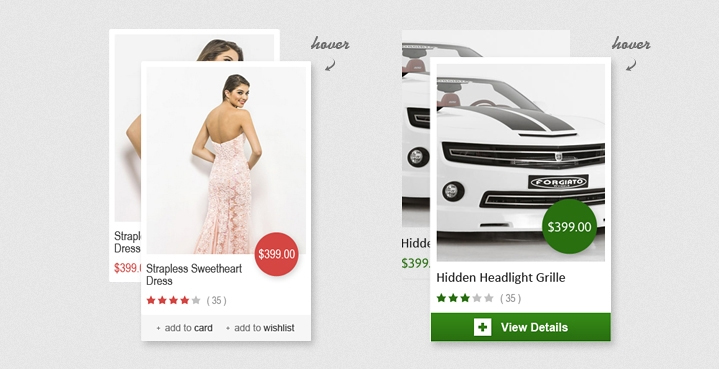 hover
Strapl
Dress
$399.
$399.00
Strapless Sweetheart
Dress
( 35 )
+ add to card + add to wishlist
hover
Hidde
$399.
FORGIATO
$399.00
Hidden Headlight Grille
( 35 )
View Details